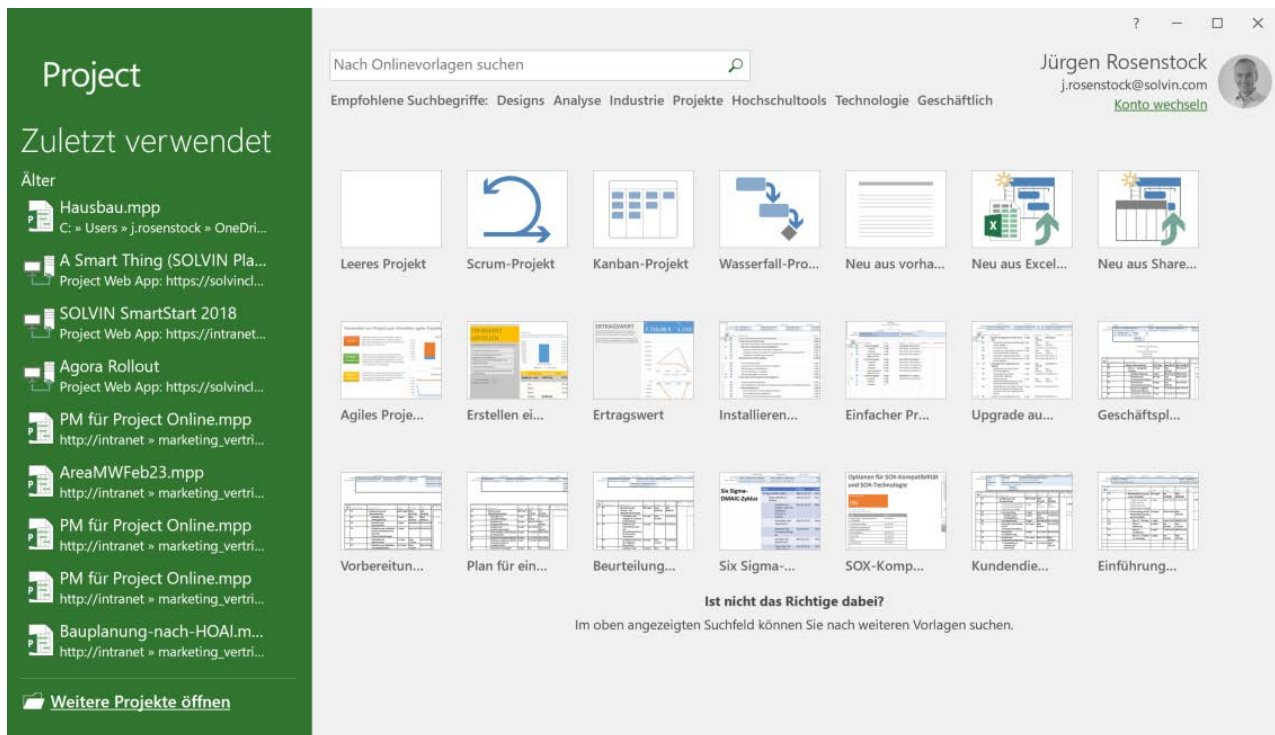 Project
Zuletzt verwendet
Älter
Hausbau.mpp
C: » Users » j.rosenstock » OneDri...
A Smart Thing (SOLVIN Pla...
Project Web App: https://solvincl...
SOLVIN SmartStart 2018
Project Web App: https://intranet...
Agora Rollout
Project Web App: https://solvincl...
PM für Project Online.mpp
http://intranet » marketing_vertri...
AreaMWFeb23.mpp
http://intranet » marketing_vertri...
PM für Project Online.mpp
http://intranet » marketing_vertri...
PM für Project Online.mpp
http://intranet » marketing_vertri...
Bauplanung-nach-HOAI.m...
http://intranet » marketing_vertri...
Weitere Projekte öffnen
?
Nach Onlinevorlagen suchen
Jürgen Rosenstock
j.rosenstock@solvin.com
Konto wechseln
Empfohlene Suchbegriffe: Designs Analyse Industrie Projekte Hochschultools Technologie Geschäftlich
Leeres Projekt Scrum-Projekt Kanban-Projekt Wasserfall-Pro... Neu aus vorha... Neu aus Excel... Neu aus Share...
ERTRAGSWERT
Agiles Proje... Erstellen ei... Ertragswert Installieren... Einfacher Pr... Upgrade au... Geschäftspl...
Six Sigma-
DMAIC-Zyklus
Optionen für SOX-Kompatibilität
und SOX-Technologie
Vorbereitun... Plan für ein... Beurteilung... Six Sigma-... SOX-Komp... Kundendie... Einführung...
Ist nicht das Richtige dabei?
Im oben angezeigten Suchfeld können Sie nach weiteren Vorlagen suchen.